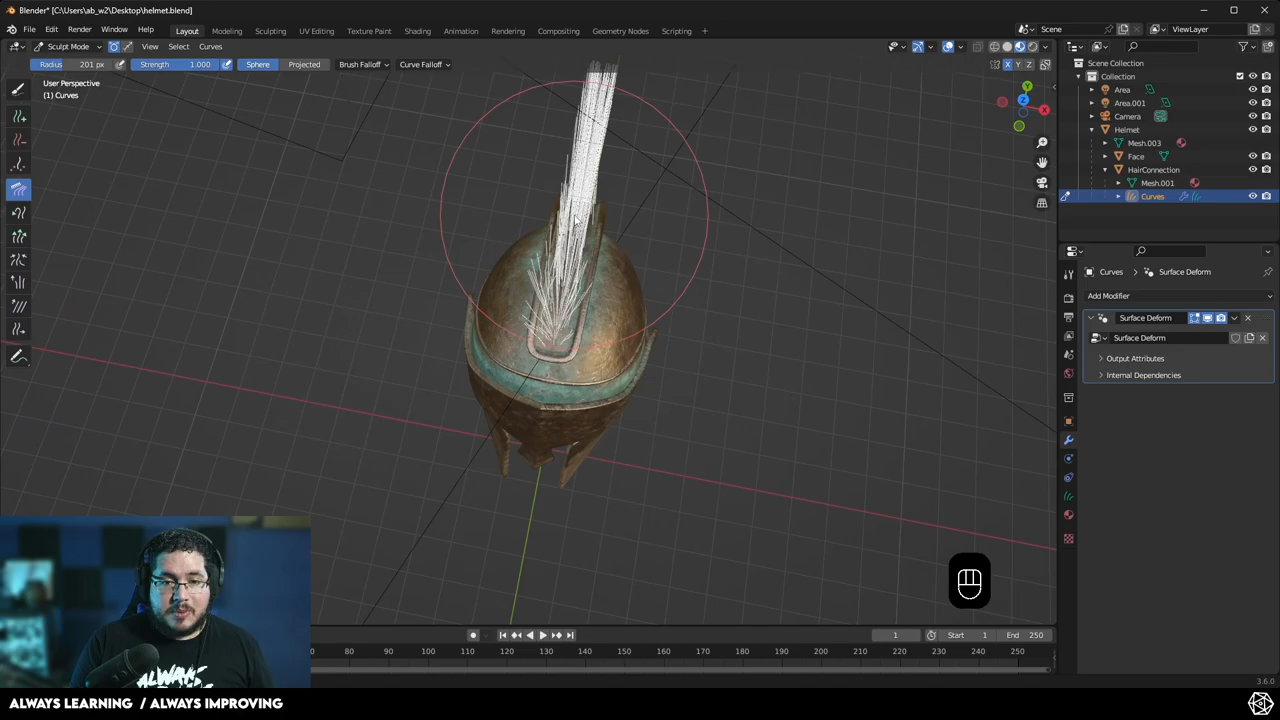 Blender* [C:\Users\ab_w2\Desktop\helmet.blend]
File Edit Render Window Help Layout Modeling Sculpting UV Editing Texture Paint Shading Animation Rendering Compositing Geometry Nodes Scripting + Scene ViewLayer
Sculpt Mode View Select Curves
Radius 201 px Strength 1.000 Sphere Projected Brush Falloff Curve Falloff X Y Z
User Perspective
(1) Curves
Y
Z
X
Scene Collection
Collection
Area
Area.001
Camera
Helmet
Mesh.003
Face
HairConnection
Mesh.001
Curves
Curves > Surface Deform
Add Modifier
Surface Deform
Surface Deform
Output Attributes
Internal Dependencies
1 Start 1 End 250
80 90 100 110 120 130 140 150 160 170 180 190 200 210 220 230 240 250
3.6.0
ALWAYS
ALWAYS LEARNING / ALWAYS IMPROVING